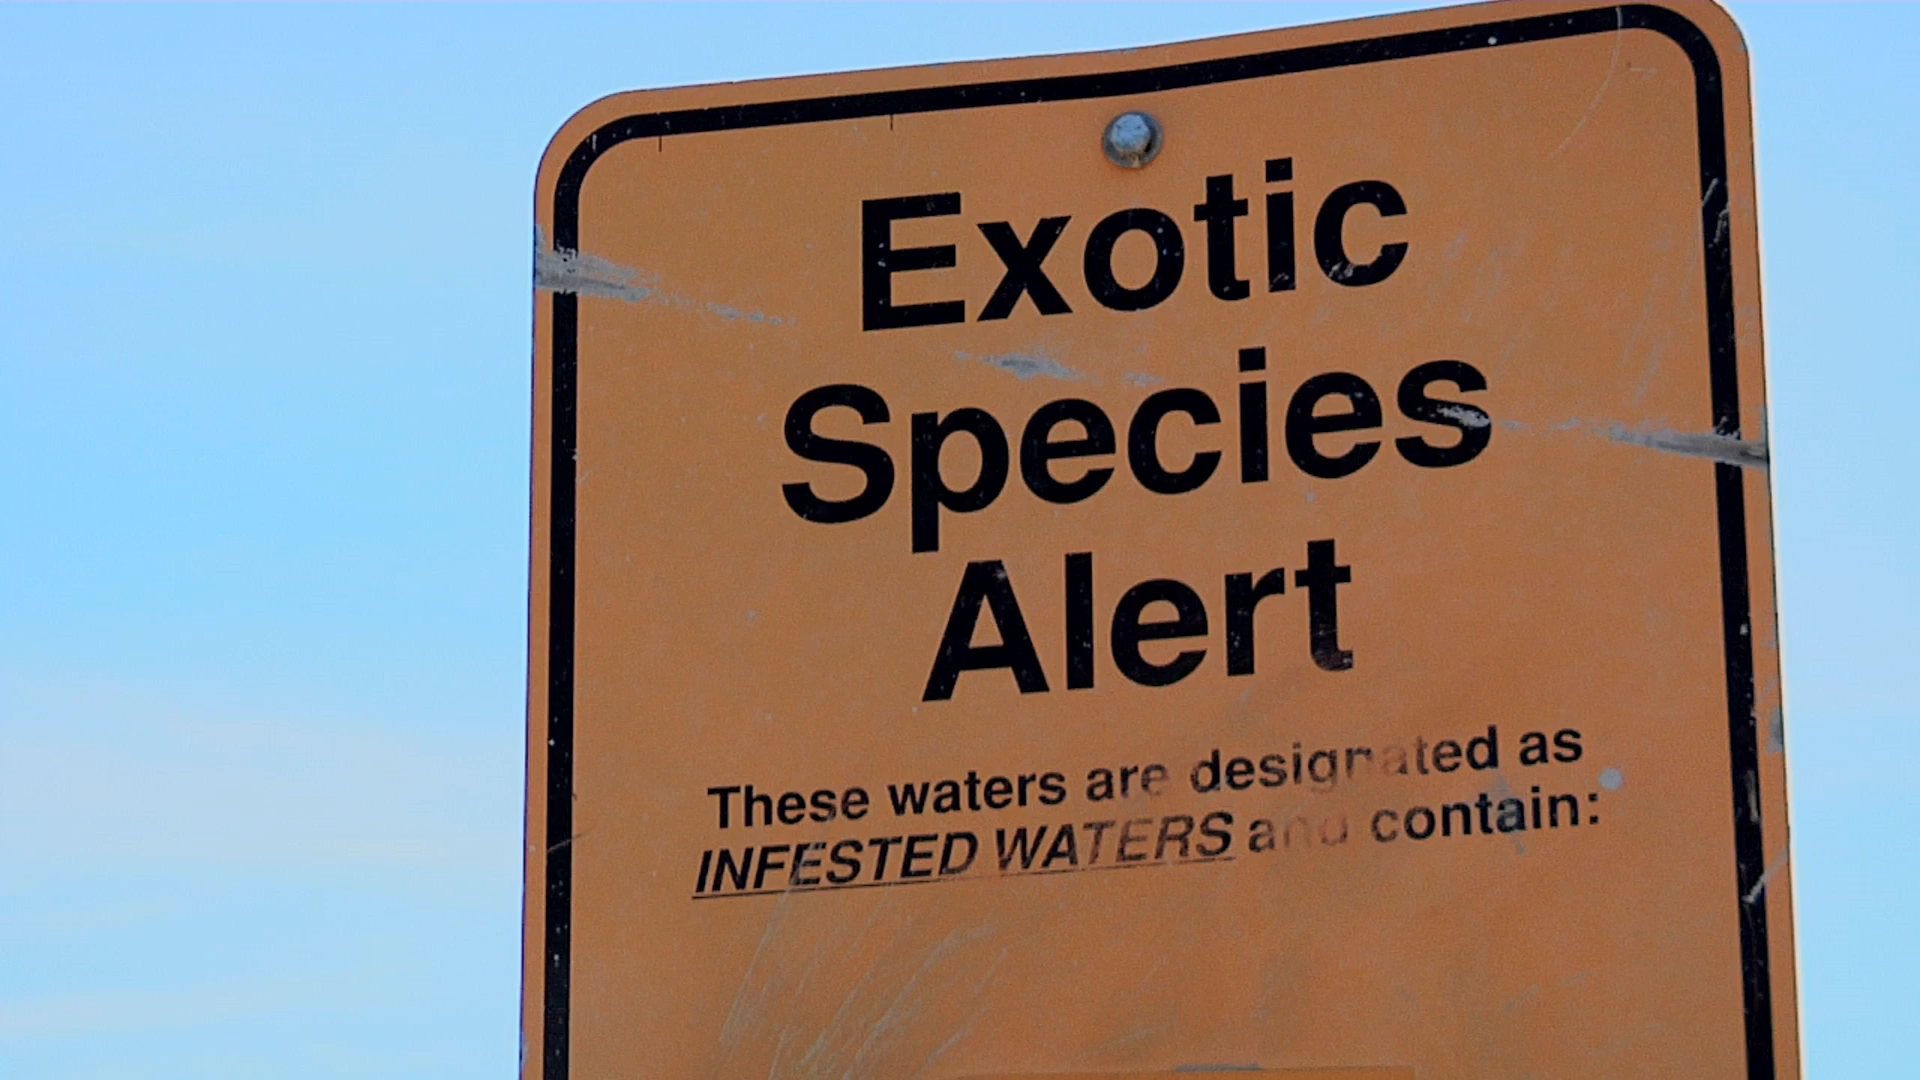 Exotic
Species
Alert
These waters are designated as
INFESTED WATERS and contain: